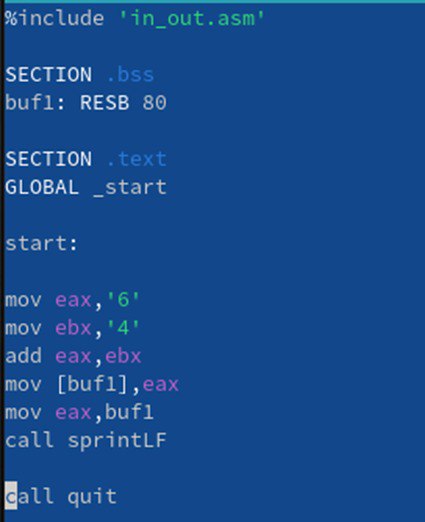 %include 'in_out.asm'
SECTION .bss
buf1: RESB 80
SECTION .text
GLOBAL _start
start:
mov eax,'6'
mov ebx,'4'
add eax,ebx
mov [buf1],eax
mov eax,buf1
call sprintLF
call quit